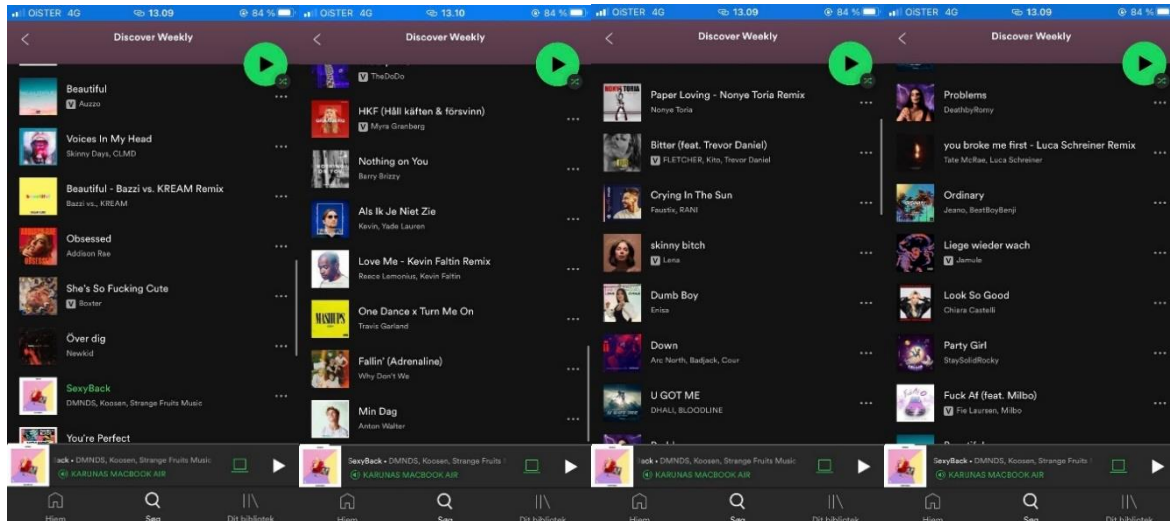 OiSTER 4G 13.09 84 %
Discover Weekly
Beautiful
V Auzzo
Voices In My Head
Skinny Days, CLMD
Beautiful - Bazzi vs. KREAM Remix
Bazzi vs., KREAM
Obsessed
Addison Rae
She's So Fucking Cute
V Boxter
Över dig
Newkid
SexyBack
DMNDS, Koosen, Strange Fruits Music
You're Perfect
Back • DMNDS, Koosen, Strange Fruits Music
KARUNAS MACBOOK AIR
Hjem Søg Dit bibliotek
OiSTER 4G 13.10 84 %
Discover Weekly
V TheDoDo
HKF (Håll käften & försvinn)
V Myra Granberg
Nothing on You
Berry Brizzy
Als Ik Je Niet Zie
Kevin, Yade Lauren
Love Me - Kevin Faltin Remix
Reece Lemonius, Kevin Faltin
MASHUPS
One Dance x Turn Me On
Travis Garland
Fallin' (Adrenaline)
Why Don't We
Min Dag
Anton Walter
SexyBack • DMNDS, Koosen, Strange Fruits
KARUNAS MACBOOK AIR
Hjem Søg Dit bibliotek
OiSTER 4G 13.09 84 %
Discover Weekly
NONYE TORIA
Paper Loving - Nonye Toria Remix
Nonye Toria
Bitter (feat. Trevor Daniel)
V FLETCHER, Kito, Trevor Daniel
Crying In The Sun
Faustix, RANI
skinny bitch
V Lena
Dumb Boy
Enisa
Down
Arc North, Badjack, Cour
U GOT ME
DHALI, BLOODLINE
Back • DMNDS, Koosen, Strange Fruits Music
KARUNAS MACBOOK AIR
Hjem Søg Dit bibliotek
OiSTER 4G 13.09 84 %
Discover Weekly
Problems
DeathbyRomy
you broke me first - Luca Schreiner Remix
Tate McRae, Luca Schreiner
Ordinary
Jeano, BestBoyBenji
Liege wieder wach
V Jamule
Look So Good
Chiara Castelli
Party Girl
StaySolidRocky
Fuck Af (feat. Milbo)
V Fie Laursen, Milbo
SexyBack • DMNDS, Koosen, Strange Fruits
KARUNAS MACBOOK AIR
Hjem Søg Dit bibliotek